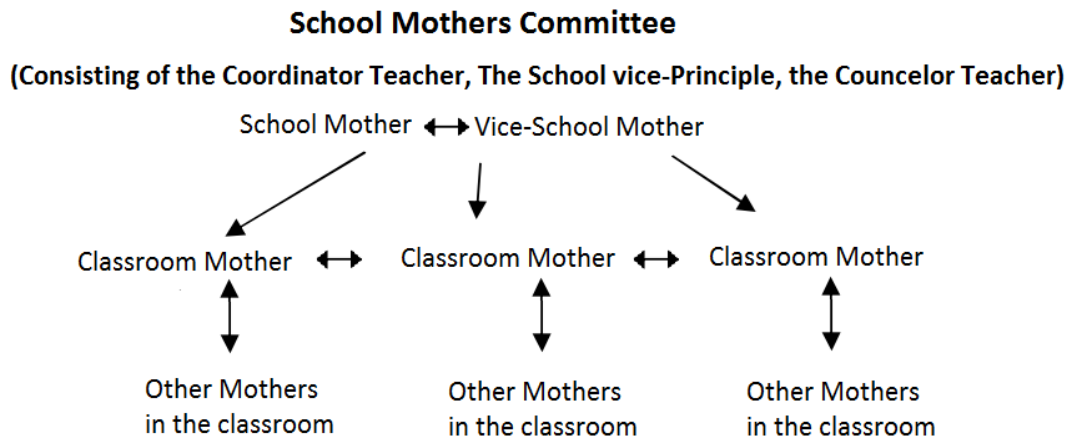 School Mothers Committee
(Consisting of the Coordinator Teacher, The School vice-Principle, the Councelor Teacher)
School Mother Vice-School Mother
Classroom Mother Classroom Mother Classroom Mother
Other Mothers Other Mothers Other Mothers
in the classroom in the classroom in the classroom